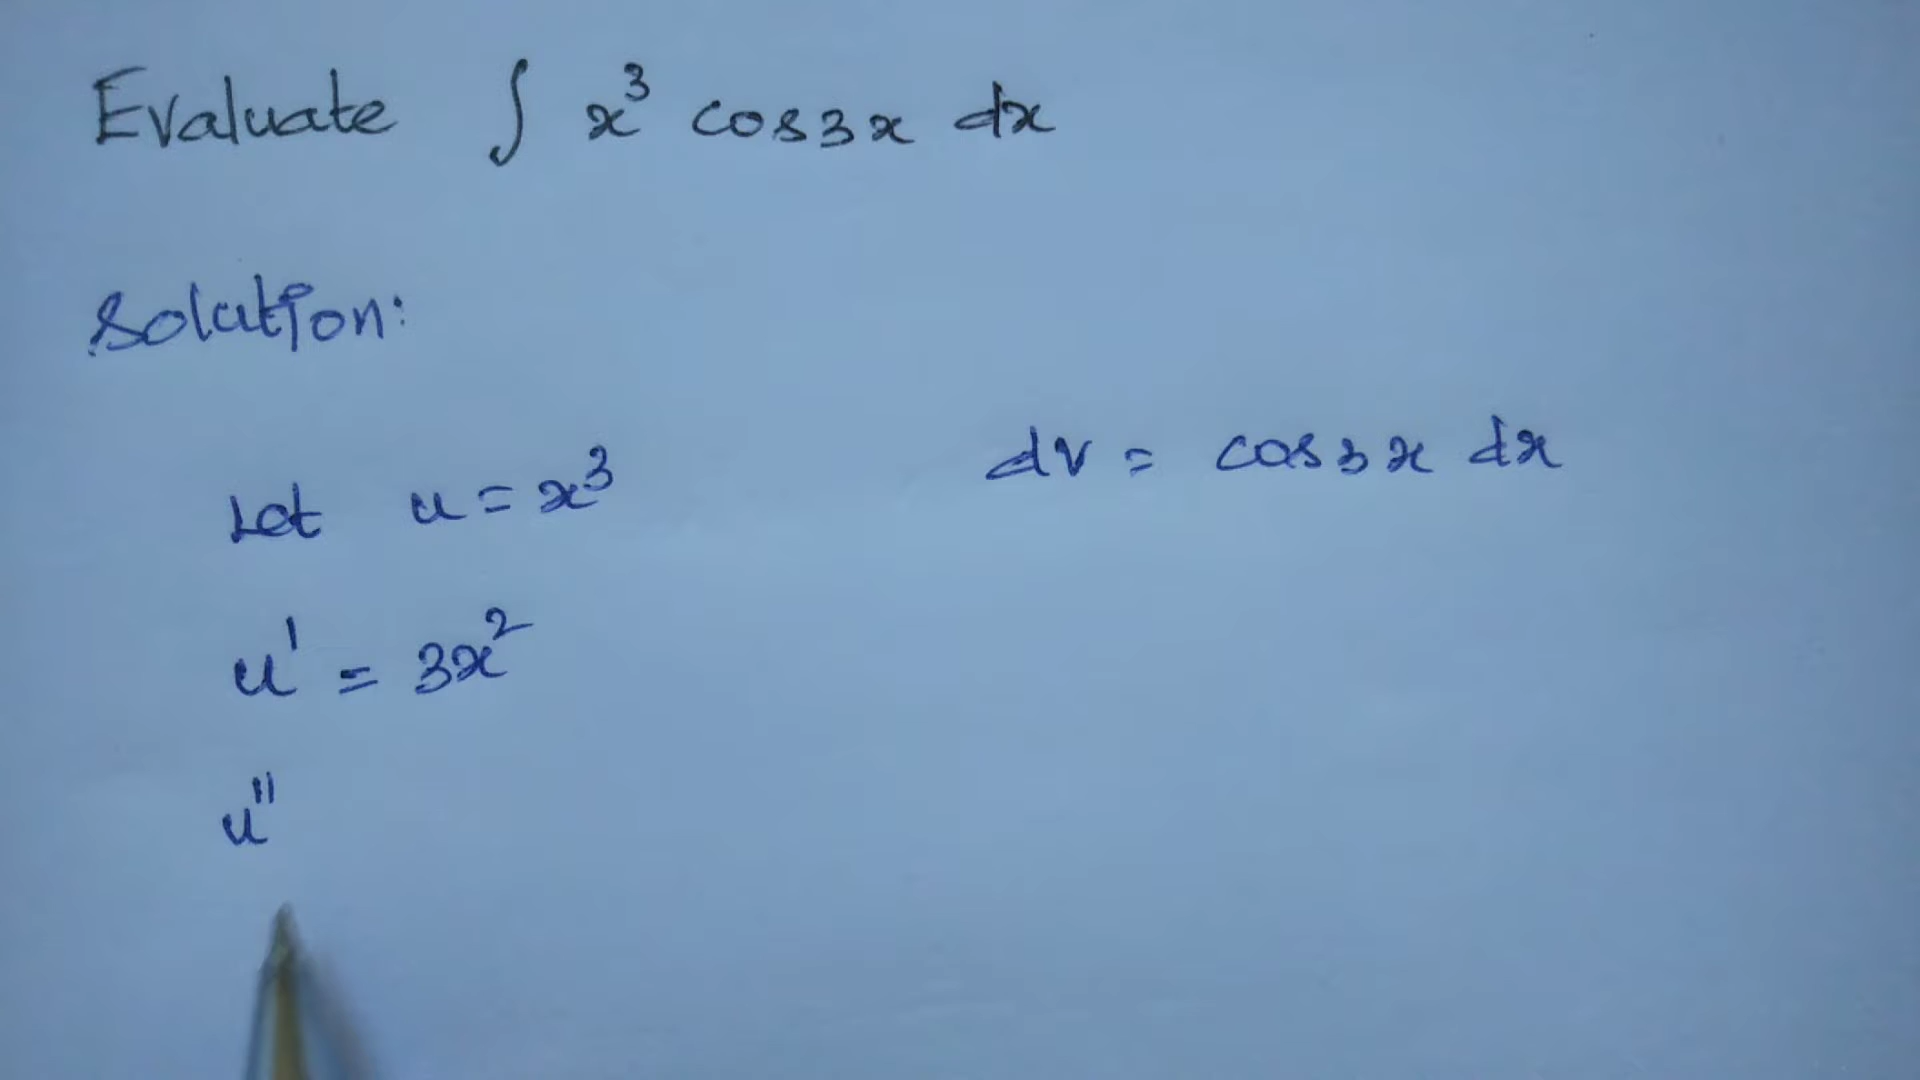 Evaluate ∫ x³ cos3x dx
Solution:
Let u = x³ dv = cos3x dx
u' = 3x²
u''